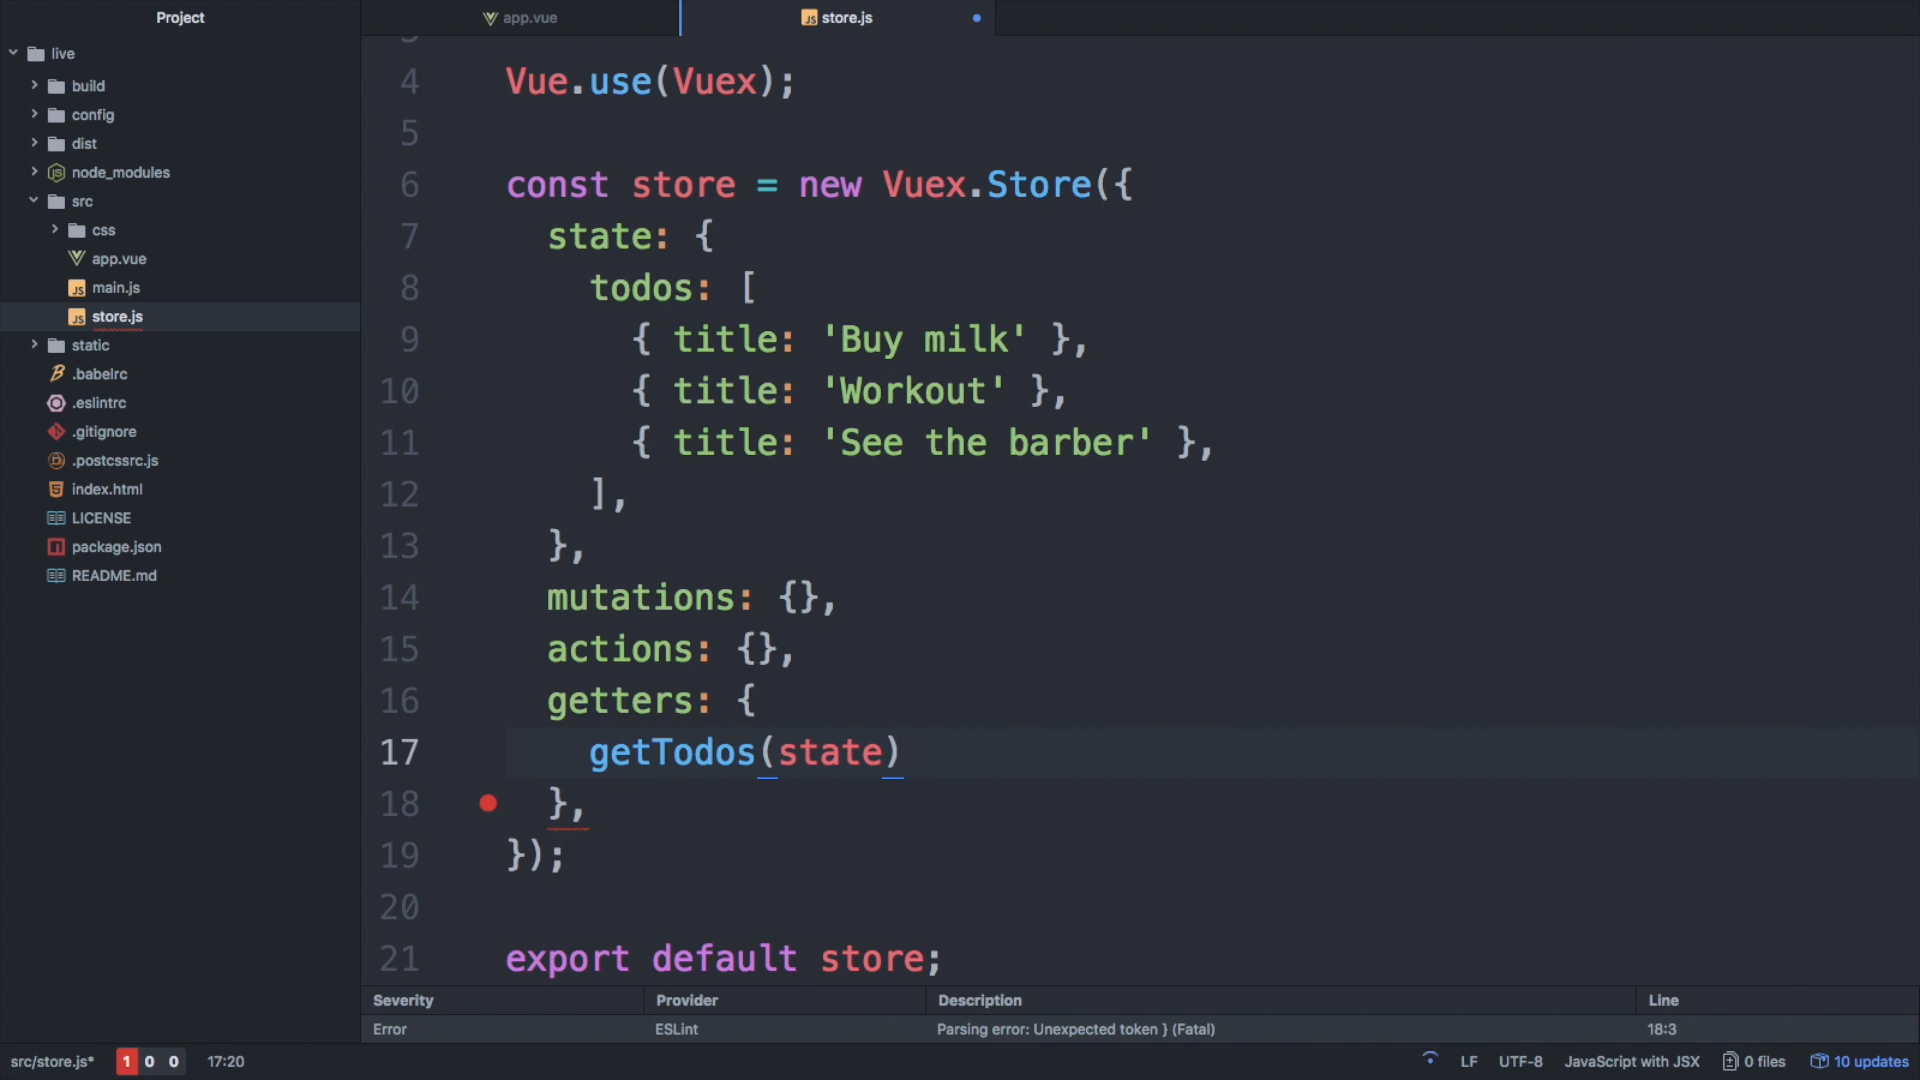 Project
live
build
config
dist
node_modules
src
css
app.vue
main.js
store.js
static
.babelrc
.eslintrc
.gitignore
.postcssrc.js
index.html
LICENSE
package.json
README.md
app.vue
store.js
4 Vue.use(Vuex);
5
6 const store = new Vuex.Store({
7 state: {
8 todos: [
9 { title: 'Buy milk' },
10 { title: 'Workout' },
11 { title: 'See the barber' },
12 ],
13 },
14 mutations: {},
15 actions: {},
16 getters: {
17 getTodos(state)
18 },
19 });
20
21 export default store;
Severity Provider Description Line
Error ESLint Parsing error: Unexpected token } (Fatal) 18:3
src/store.js* 1 0 0 17:20 LF UTF-8 JavaScript with JSX 0 files 10 updates